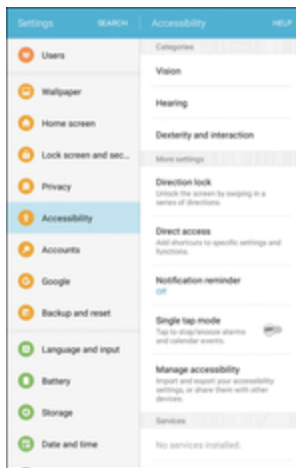 Settings
SEARCH
Users
Wallpaper
Home screen
Lock screen and sec...
Privacy
Accessibility
Accounts
Google
Backup and reset
Language and input
Battery
Storage
Date and time
Accessibility
HELP
Categories
Vision
Hearing
Dexterity and interaction
More settings
Direction lock
Unlock the screen by swiping in a
series of directions.
Direct access
Add shortcuts to specific settings and
functions.
Notification reminder
Off
Single tap mode
Tap to stop/snooze alarms
and calendar events.
Manage accessibility
Import and export your accessibility
settings, or share them with other
devices.
Services
No services installed.